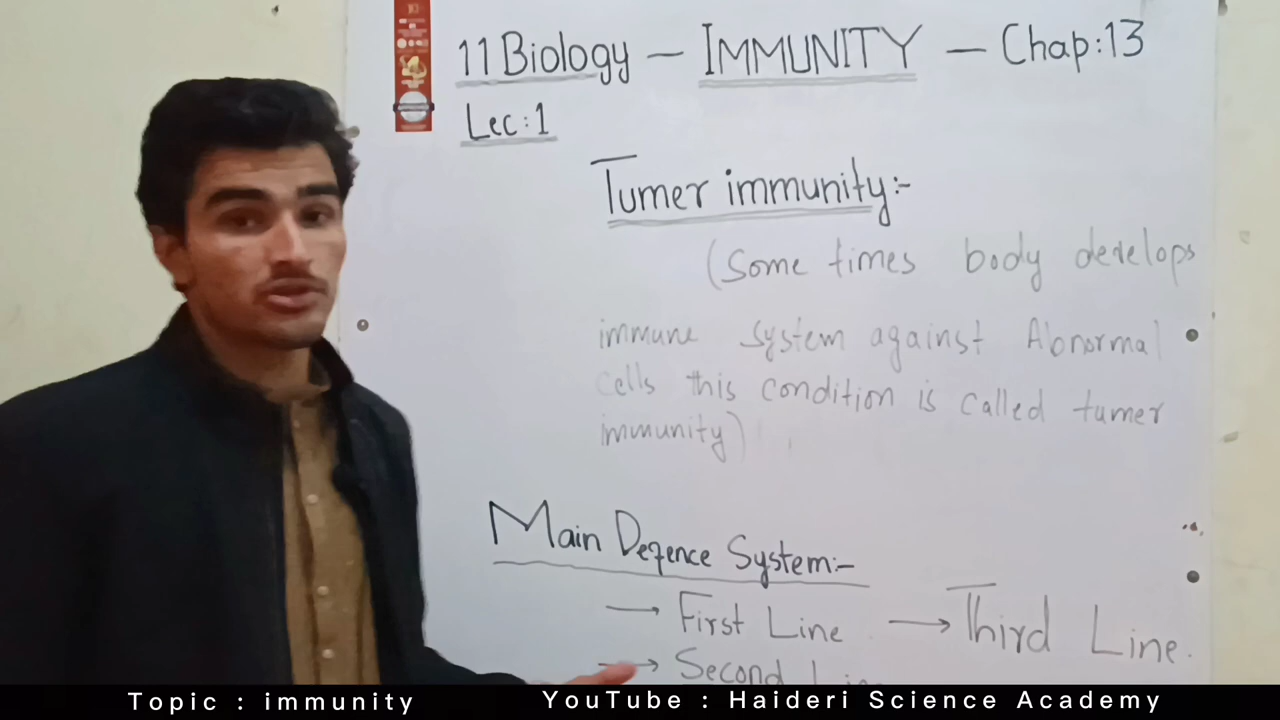 11 Biology – IMMUNITY – Chap:13
Lec:1
Tumer immunity:-
(Some times body develops
immune system against Abnormal
cells this condition is called tumer
immunity)
Main Defence System:-
→ First Line → Third Line.
→ Second Line
Topic : immunity YouTube : Haideri Science Academy